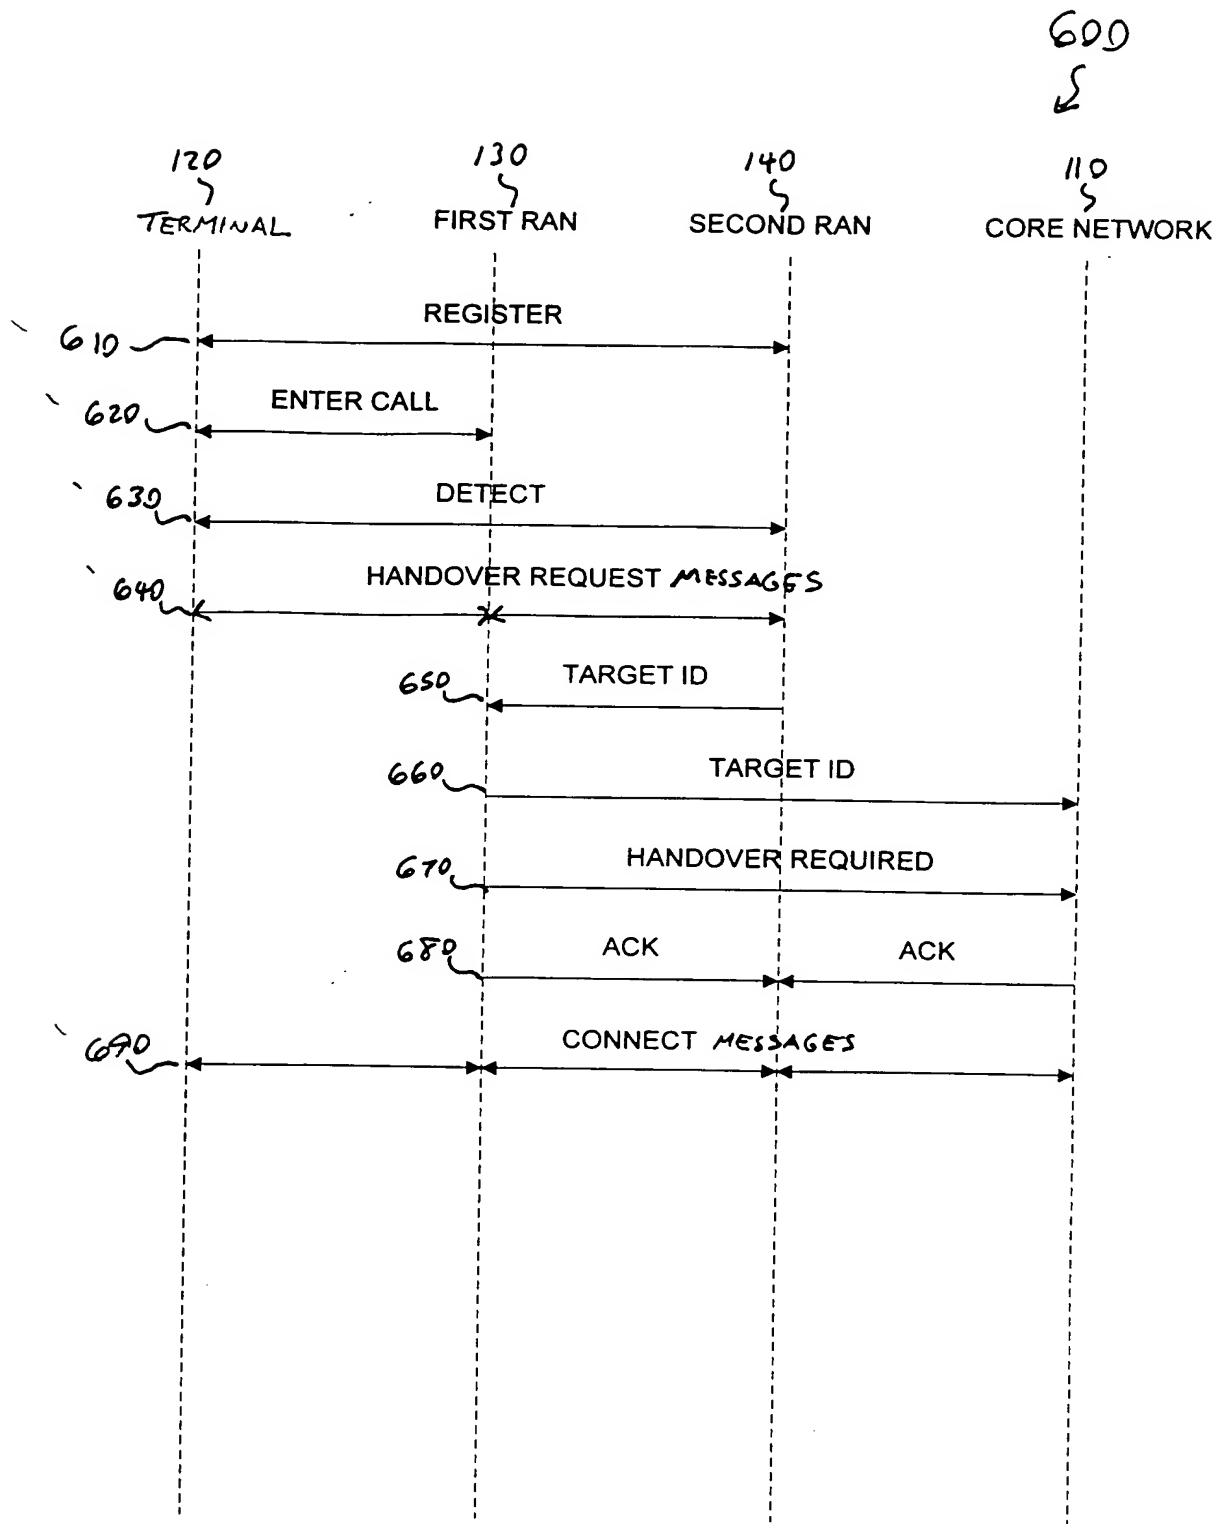 600
120 130 140 110
TERMINAL FIRST RAN SECOND RAN CORE NETWORK
REGISTER
610
ENTER CALL
620
DETECT
630
HANDOVER REQUEST MESSAGES
640
TARGET ID
650
TARGET ID
660
HANDOVER REQUIRED
670
ACK ACK
680
CONNECT MESSAGES
690